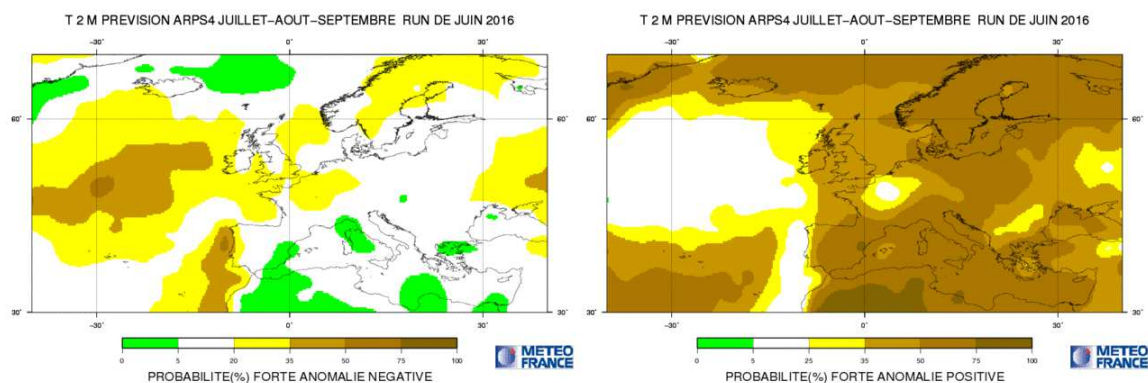 T 2 M PREVISION ARPS4 JUILLET−AOUT−SEPTEMBRE RUN DE JUIN 2016
−30˚ 0˚ 30˚
60˚ 60˚
30˚ 30˚
−30˚ 0˚ 30˚
0 5 20 35 50 75 100
PROBABILITE(%) FORTE ANOMALIE NEGATIVE
METEO
FRANCE
T 2 M PREVISION ARPS4 JUILLET−AOUT−SEPTEMBRE RUN DE JUIN 2016
−30˚ 0˚ 30˚
60˚ 60˚
30˚ 30˚
−30˚ 0˚ 30˚
0 5 25 35 50 75 100
PROBABILITE(%) FORTE ANOMALIE POSITIVE
METEO
FRANCE